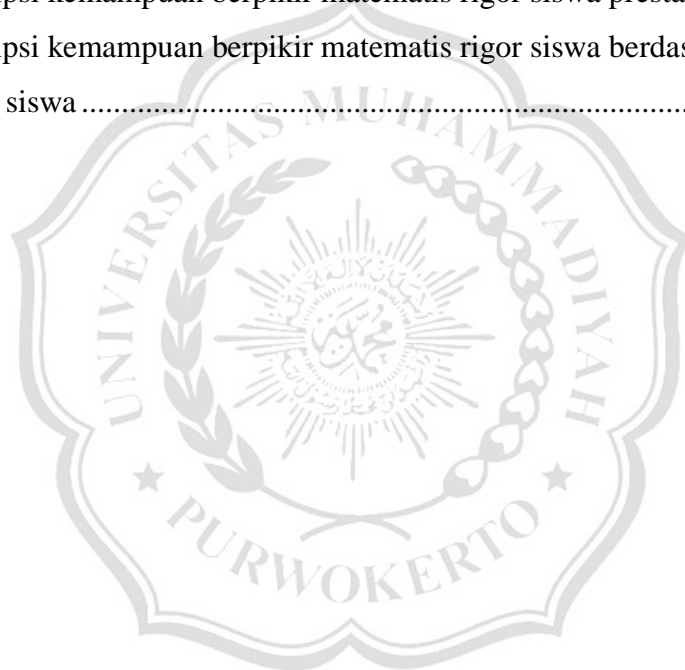 psi kemampuan berpikir matematis rigor siswa presta
psi kemampuan berpikir matematis rigor siswa berdas
siswa ........................................................................................
UNIVERSITAS MUHAMMADIYAH
PURWOKERTO